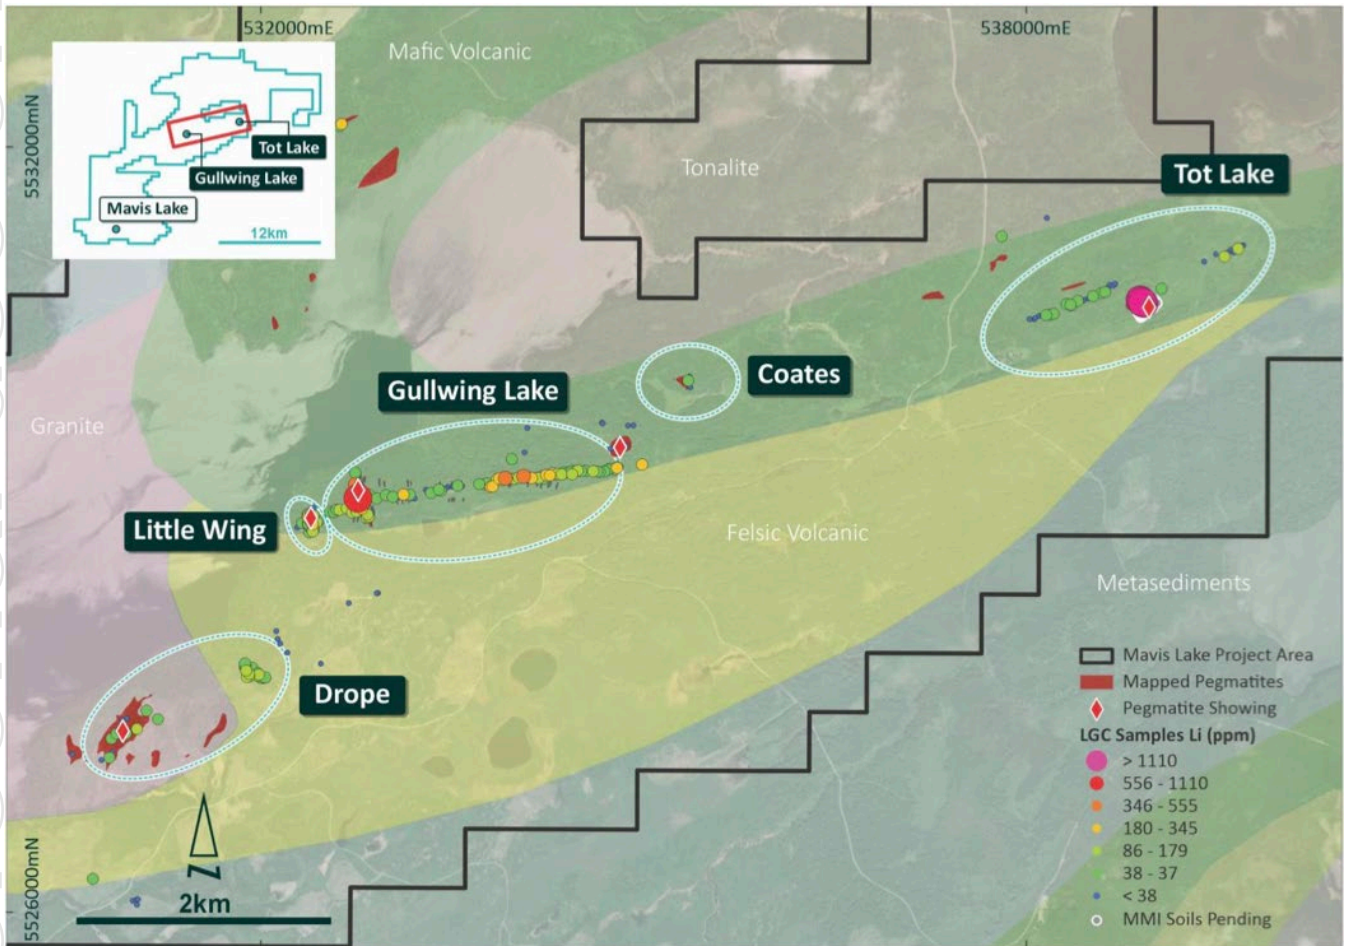 532000mE
538000mE
Mafic Volcanic
5532000mN
Tot Lake
Gullwing Lake
Mavis Lake
12km
Tonalite
Tot Lake
Coates
Gullwing Lake
Granite
Little Wing
Felsic Volcanic
Metasediments
Drope
Mavis Lake Project Area
Mapped Pegmatites
Pegmatite Showing
LGC Samples Li (ppm)
> 1110
556 - 1110
346 - 555
180 - 345
86 - 179
38 - 37
< 38
MMI Soils Pending
5526000mN
N
2km